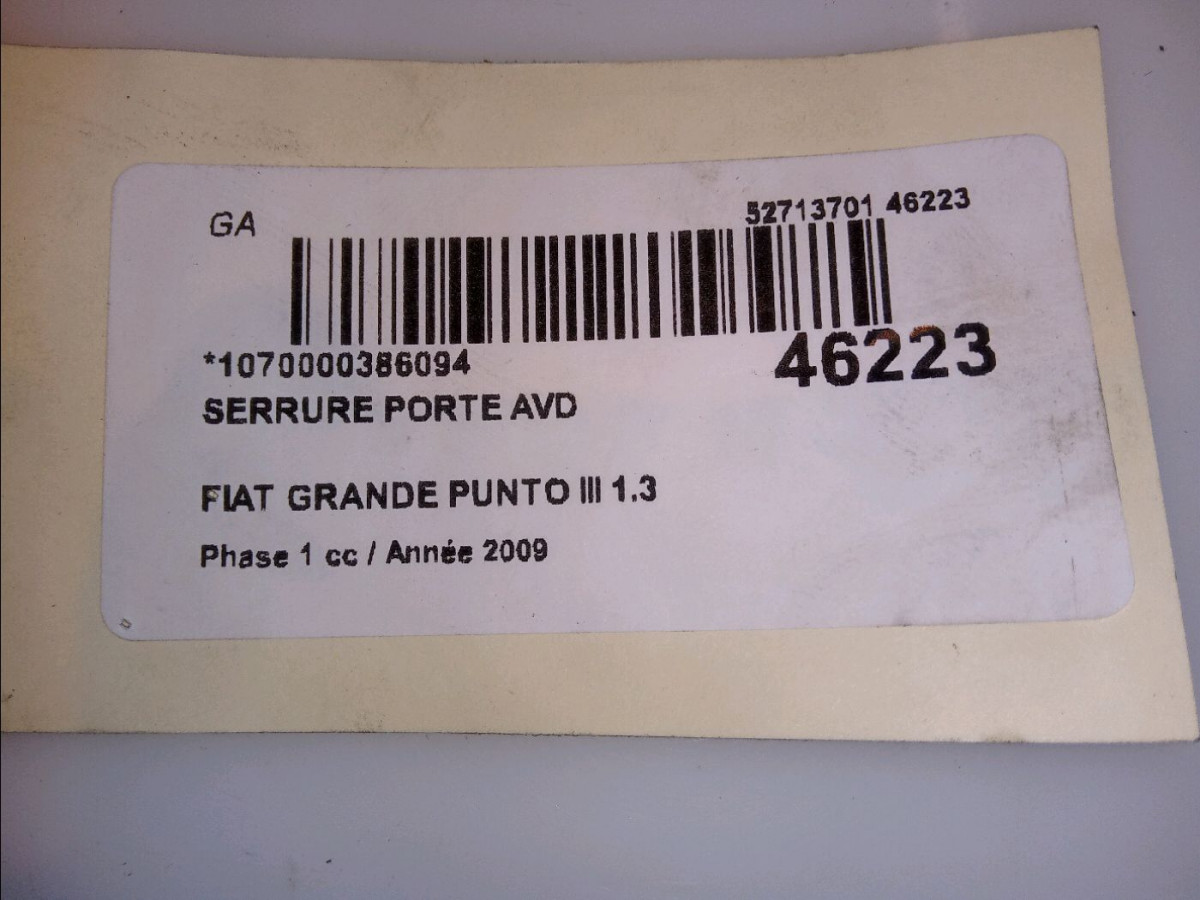 GA
52713701 46223
*1070000386094
46223
SERRURE PORTE AVD
FIAT GRANDE PUNTO III 1.3
Phase 1 cc / Année 2009